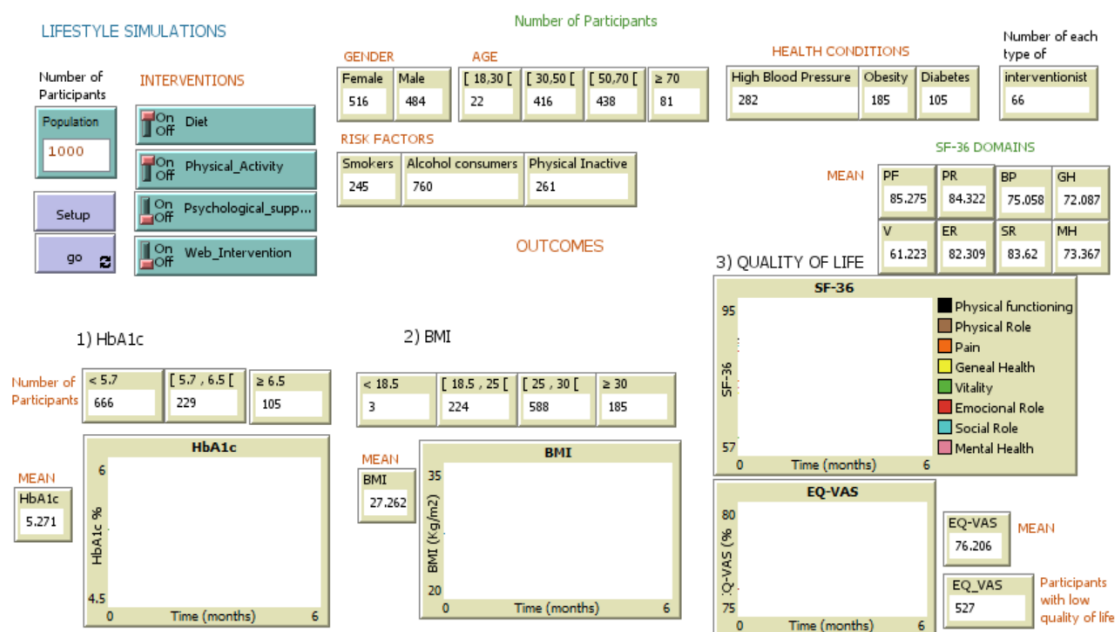 LIFESTYLE SIMULATIONS
Number of Participants
Number of
Participants
Population
1000
Setup
go
INTERVENTIONS
On
Off
Diet
On
Off
Physical_Activity
On
Off
Psychological_supp...
On
Off
Web_Intervention
GENDER
Female Male
516 484
AGE
[ 18,30 [ [ 30,50 [ [ 50,70 [ ≥ 70
22 416 438 81
HEALTH CONDITIONS
High Blood Pressure Obesity Diabetes
282 185 105
Number of each
type of
interventionist
66
RISK FACTORS
Smokers Alcohol consumers Physical Inactive
245 760 261
SF-36 DOMAINS
MEAN
PF PR BP GH
85.275 84.322 75.058 72.087
V ER SR MH
61.223 82.309 83.62 73.367
OUTCOMES
1) HbA1c
Number of
Participants
< 5.7 [ 5.7 , 6.5 [ ≥ 6.5
666 229 105
MEAN
HbA1c
5.271
HbA1c
HbA1c %
6
4.5
0 Time (months) 6
2) BMI
< 18.5 [ 18.5 , 25 [ [ 25 , 30 [ ≥ 30
3 224 588 185
MEAN
BMI
27.262
BMI
BMI (Kg/m2)
35
20
0 Time (months) 6
3) QUALITY OF LIFE
SF-36
SF-36
95
57
0 Time (months) 6
Physical functioning
Physical Role
Pain
Geneal Health
Vitality
Emocional Role
Social Role
Mental Health
EQ-VAS
Q-VAS (%
80
75
0 Time (months) 6
EQ-VAS
76.206
MEAN
EQ_VAS
527
Participants
with low
quality of life